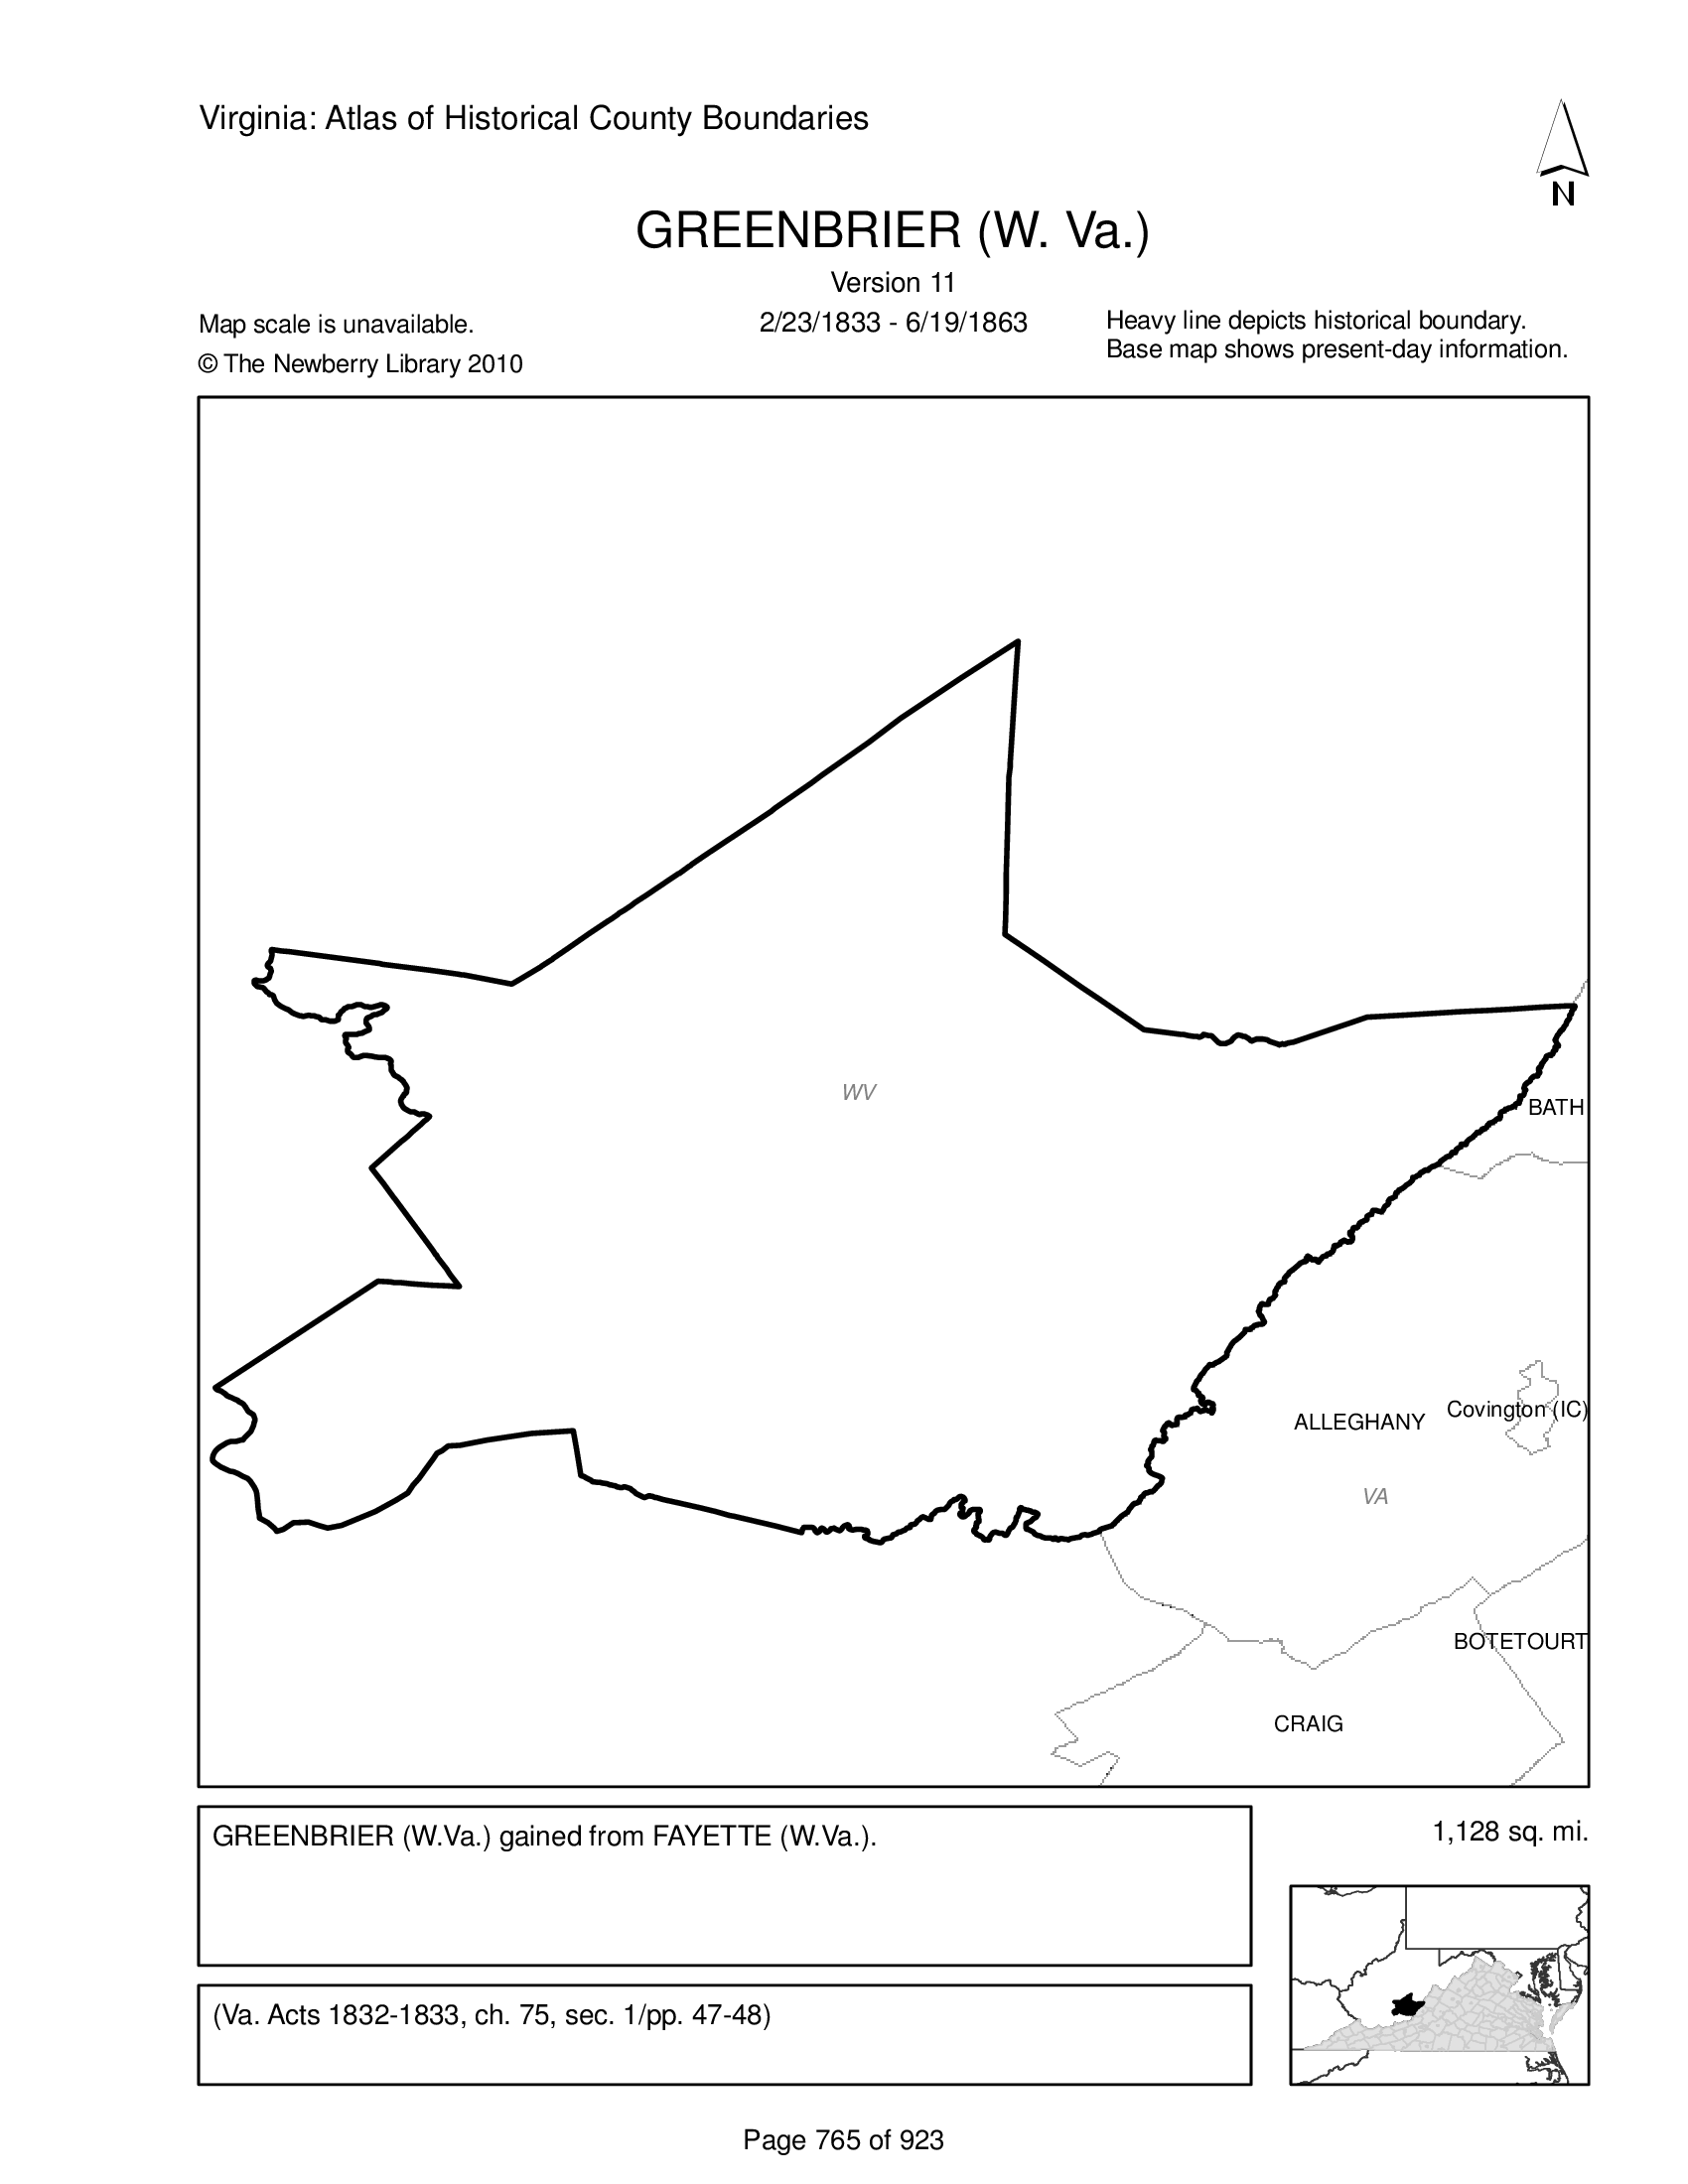 Virginia: Atlas of Historical County Boundaries
N
GREENBRIER (W. Va.)
Version 11
2/23/1833 - 6/19/1863
Map scale is unavailable.
© The Newberry Library 2010
Heavy line depicts historical boundary.
Base map shows present-day information.
WV
BATH
Covington (IC)
ALLEGHANY
VA
BOTETOURT
CRAIG
GREENBRIER (W.Va.) gained from FAYETTE (W.Va.).
1,128 sq. mi.
(Va. Acts 1832-1833, ch. 75, sec. 1/pp. 47-48)
Page 765 of 923